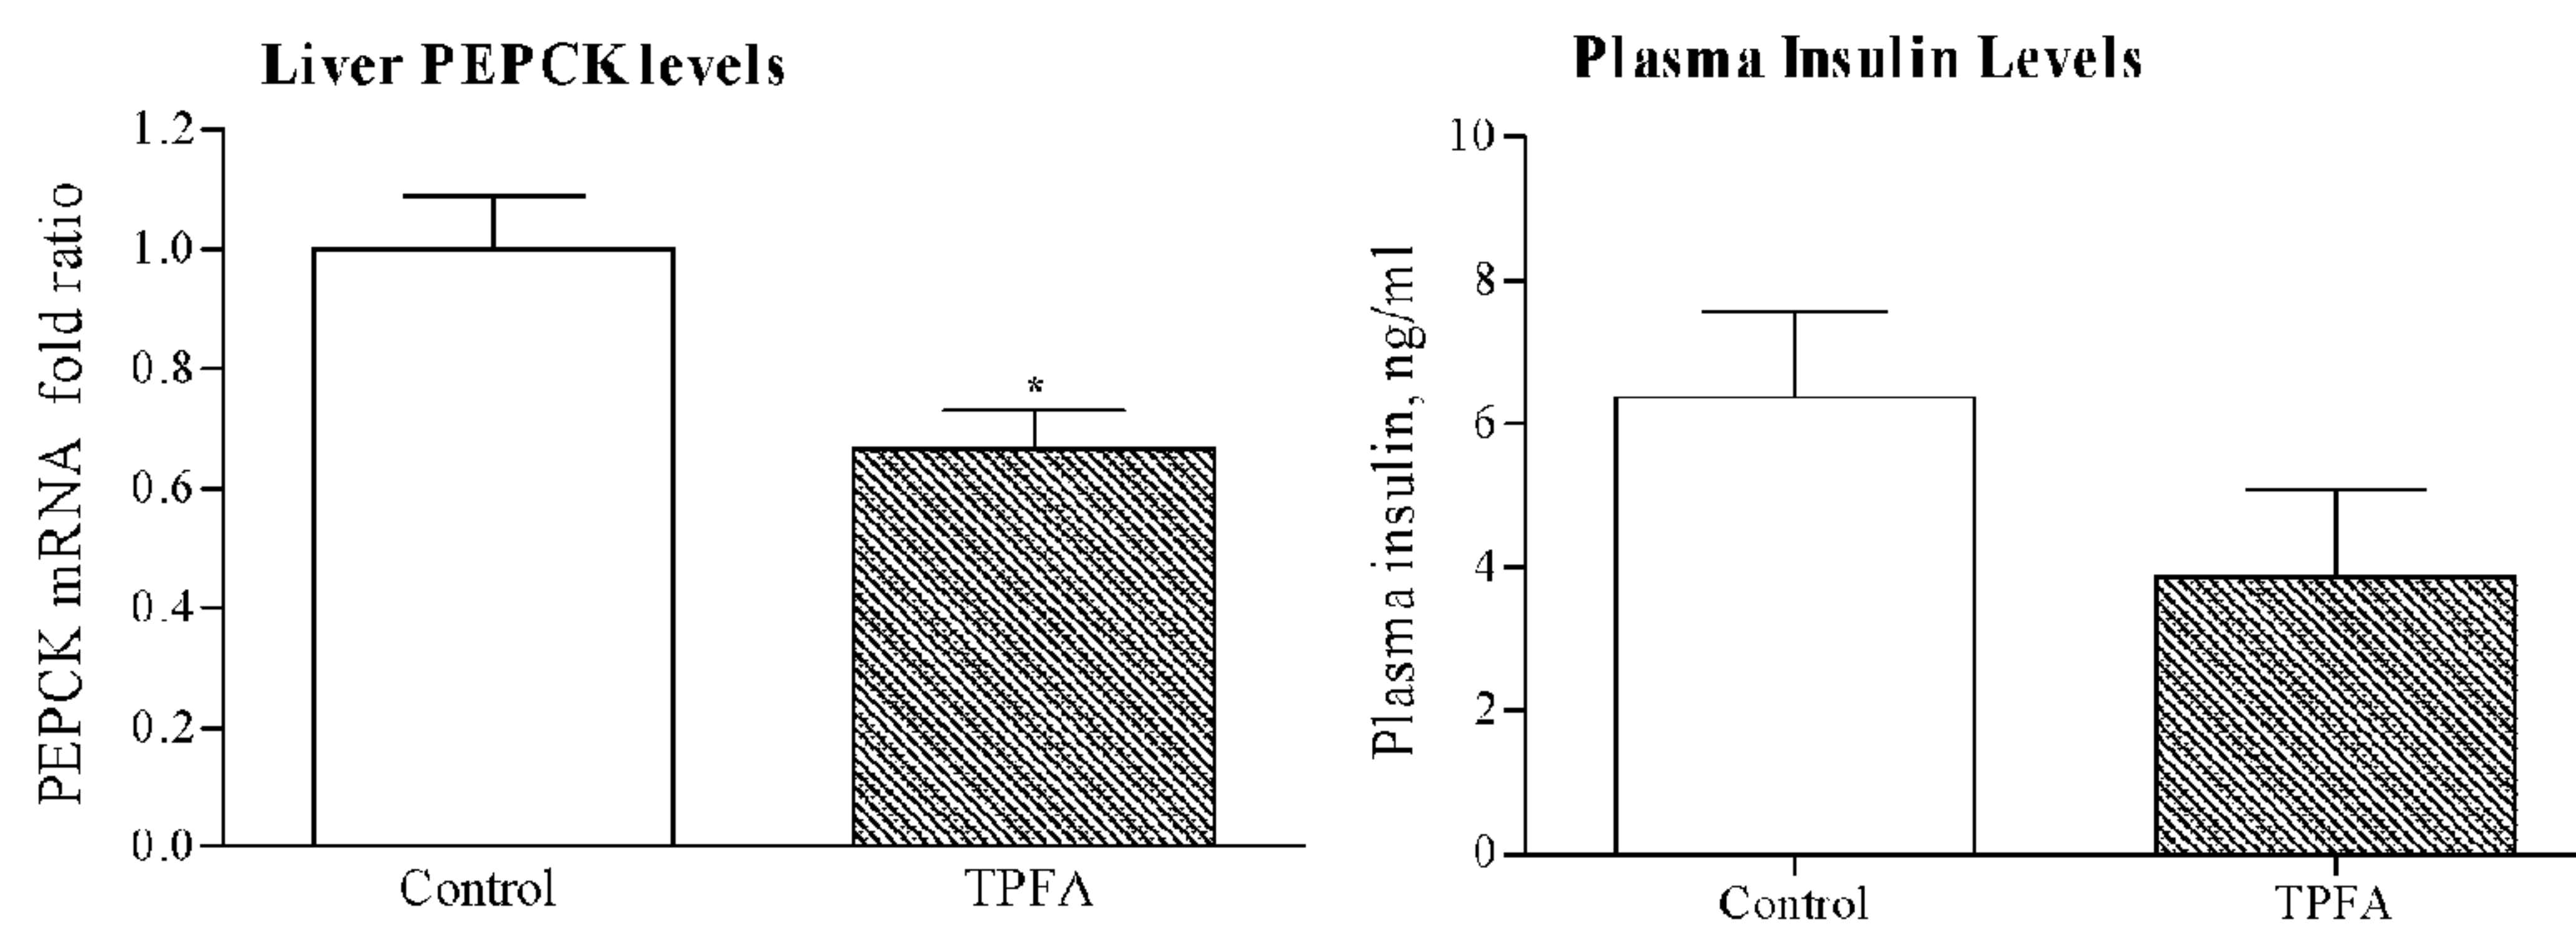 Liver PEPCK levels
PEPCK mRNA fold ratio
1.2
1.0
0.8
0.6
0.4
0.2
0.0
*
Control
TPFA
Plasma Insulin Levels
Plasma insulin, ng/ml
10
8
6
4
2
0
Control
TPFA